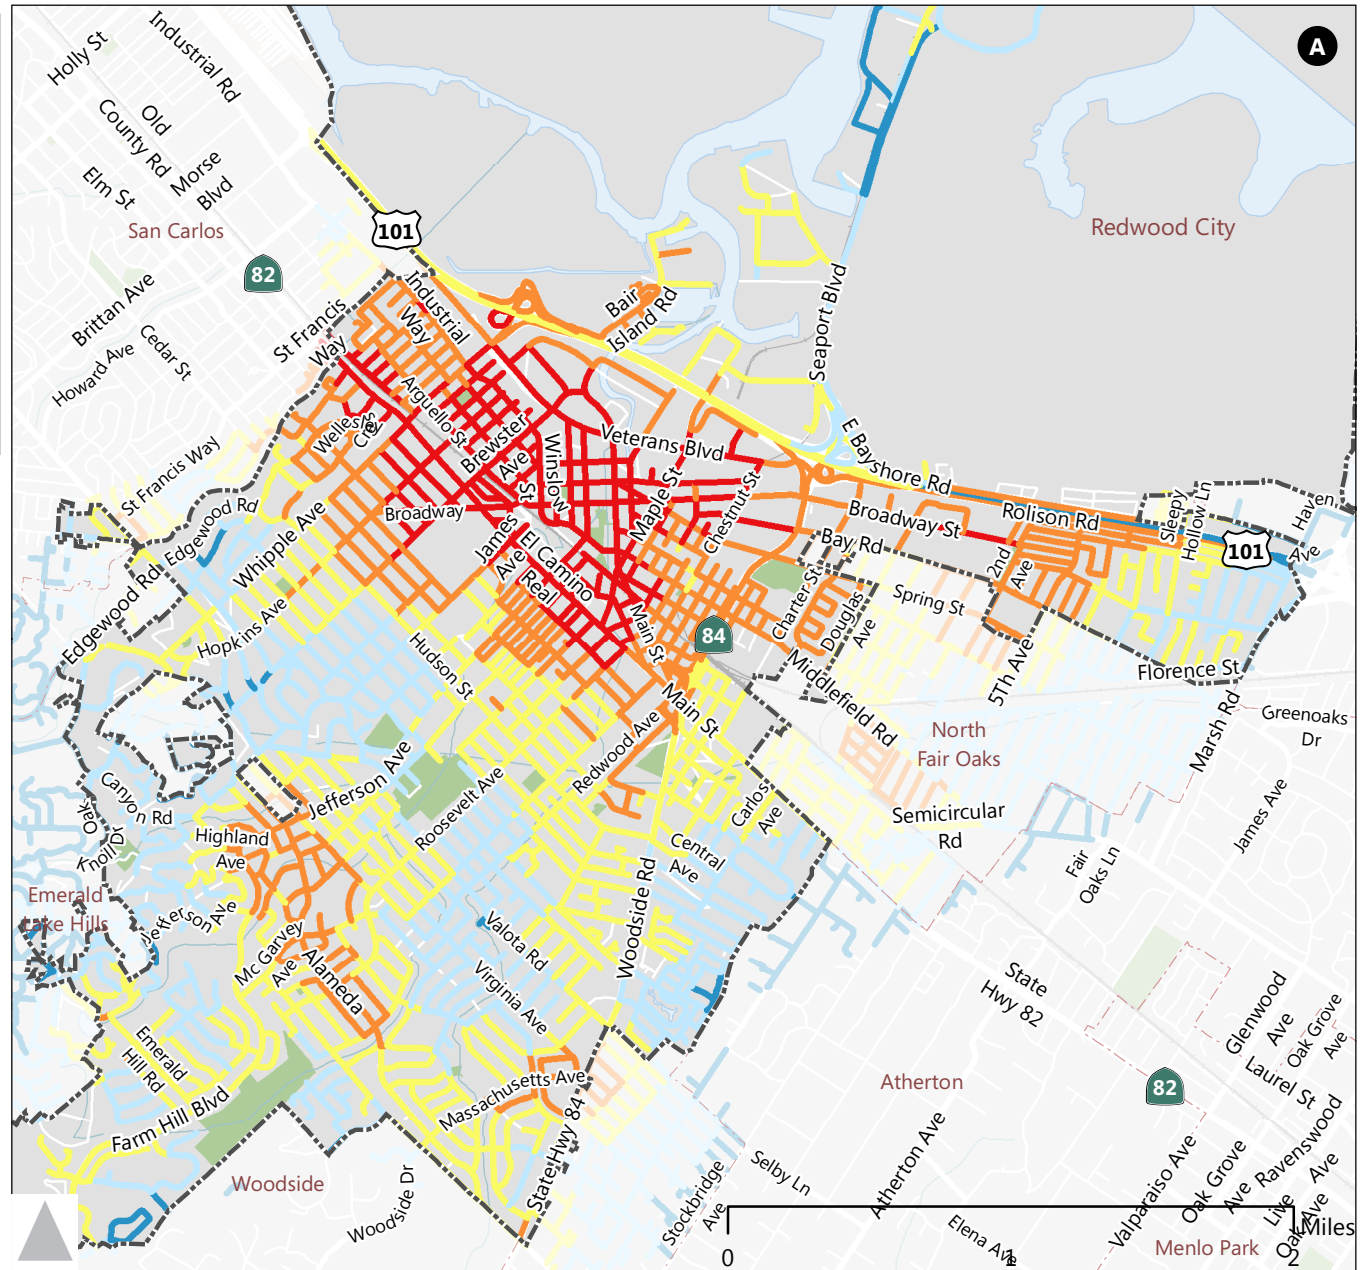 A
Holly St
Industrial Rd
Old
County Rd
Morse
Blvd
Elm St
San Carlos
101
82
Redwood City
Brittan Ave
Cedar St
Howard Ave
St Francis
Way
Industrial
Way
Bair
Island Rd
Seaport Blvd
Arguello St
Brewster
Ave
Veterans Blvd
Winslow
St
Maple St
Chestnut St
E Bayshore Rd
St Francis Way
Edgewood Rd
Whipple Ave
Broadway
James
Ave
El Camino
Real
Broadway St
Bay Rd
Rolison Rd
Sleepy
Hollow Ln
Haven
Ave
101
2nd
Ave
Edgewood Rd
Hopkins Ave
Hudson St
Main St
84
Charter St
Douglas
Ave
Spring St
5Th Ave
Florence St
Middlefield Rd
Main St
Marsh Rd
Greenoaks
Dr
North
Fair Oaks
Redwood Ave
Jefferson Ave
Roosevelt Ave
Canyon Rd
Oak
Knoll Dr
Highland
Ave
Carlos
Ave
Semicircular
Rd
James Ave
Central
Ave
Fair
Oaks Ln
Emerald
Lake Hills
Jefferson Ave
Mc Garvey
Ave
Alameda
Valota Rd
Virginia Ave
Woodside Rd
State
Hwy 82
Glenwood
Ave
Oak Grove
Ave
Laurel St
Emerald
Hill Rd
Farm Hill Blvd
Massachusetts Ave
State Hwy 84
Atherton
82
Woodside
Woodside Dr
Selby Ln
Stockbridge
Ave
Atherton Ave
Elena Ave
Valparaiso Ave
Oak Grove
Ave
Ravenswood
Ave
Live
Oak Ave
Menlo Park
0
1
2
Miles